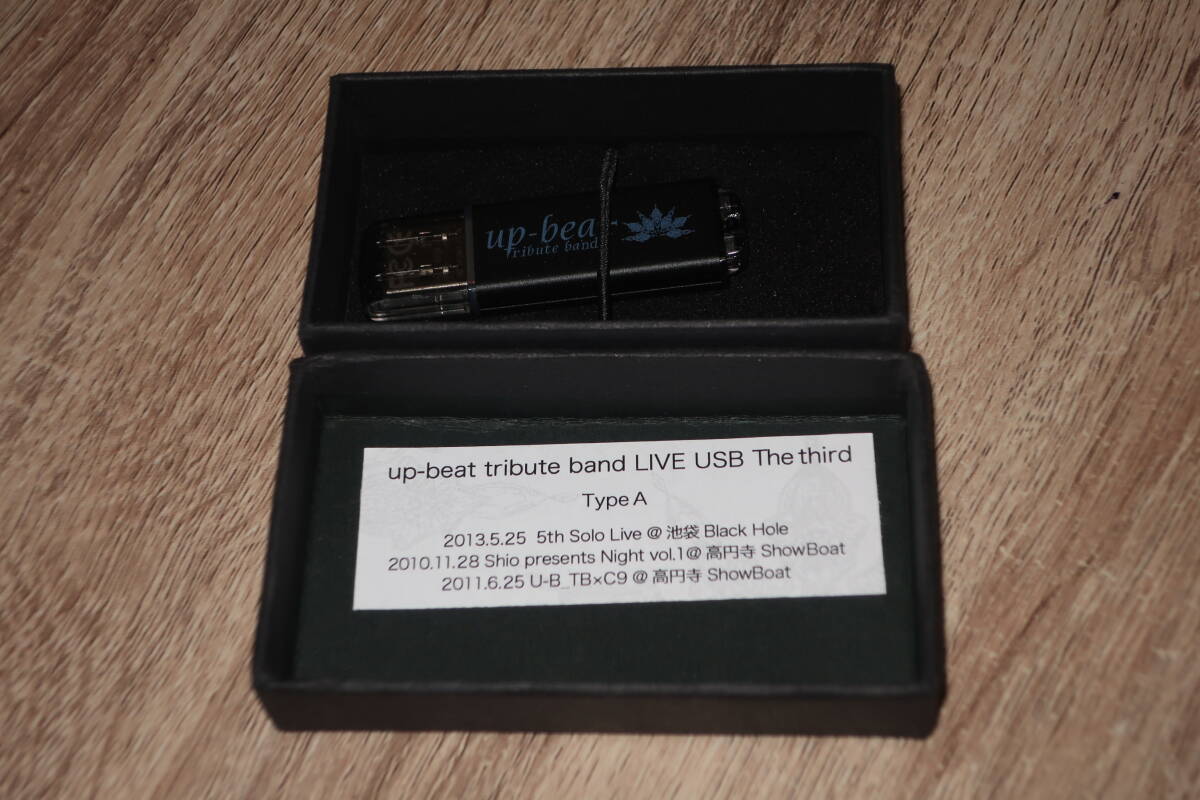 up-beat
tribute band
up-beat tribute band LIVE USB The third
Type A
2013.5.25 5th Solo Live @ 池袋 Black Hole
2010.11.28 Shio presents Night vol.1@ 高円寺 ShowBoat
2011.6.25 U-B_TB×C9 @ 高円寺 ShowBoat